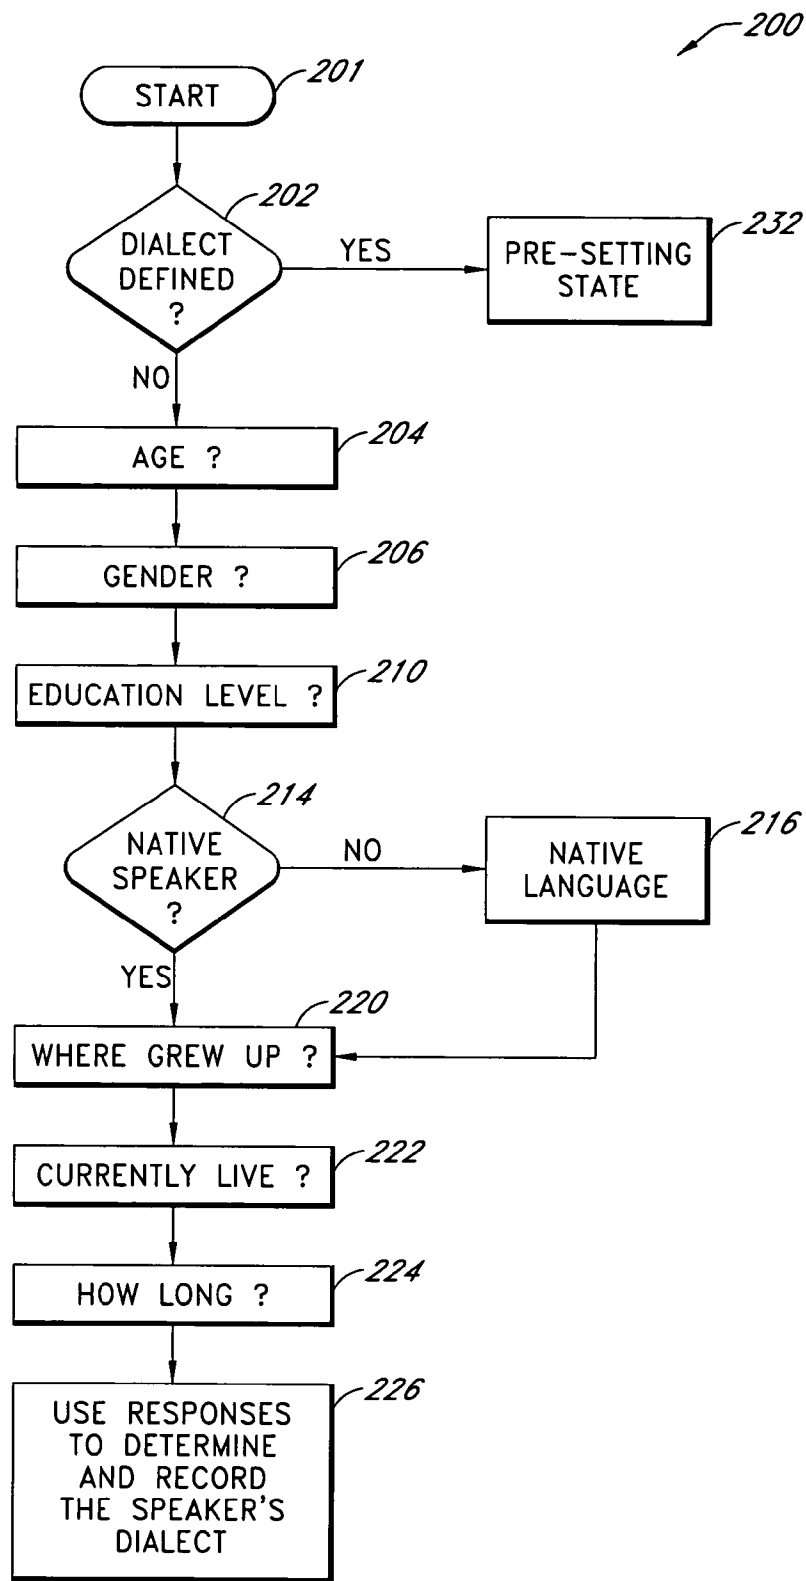 200
START
201
202
DIALECT
DEFINED
?
YES
PRE-SETTING
STATE
232
NO
AGE ?
204
GENDER ?
206
EDUCATION LEVEL ?
210
214
NATIVE
SPEAKER
?
NO
NATIVE
LANGUAGE
216
YES
220
WHERE GREW UP ?
CURRENTLY LIVE ?
222
HOW LONG ?
224
USE RESPONSES
TO DETERMINE
AND RECORD
THE SPEAKER'S
DIALECT
226